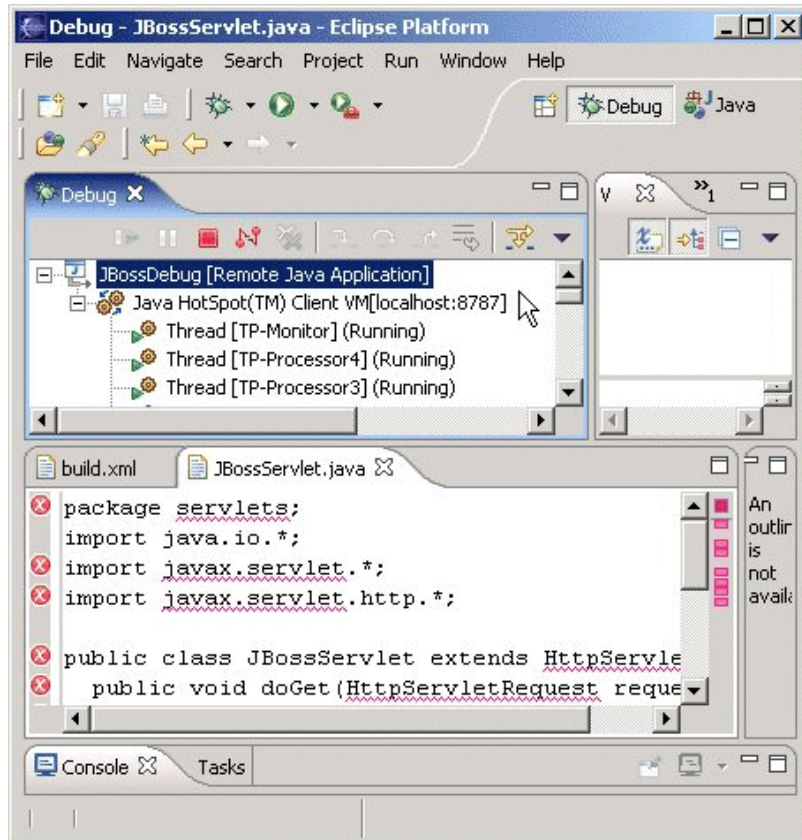 Debug - JBossServlet.java - Eclipse Platform
File Edit Navigate Search Project Run Window Help
Debug Java
Debug
V »1
JBossDebug [Remote Java Application]
Java HotSpot(TM) Client VM[localhost:8787]
Thread [TP-Monitor] (Running)
Thread [TP-Processor4] (Running)
Thread [TP-Processor3] (Running)
build.xml JBossServlet.java
package servlets;
import java.io.*;
import javax.servlet.*;
import javax.servlet.http.*;
public class JBossServlet extends HttpServle
public void doGet(HttpServletRequest reque
An
outlir
is
not
availa
Console Tasks